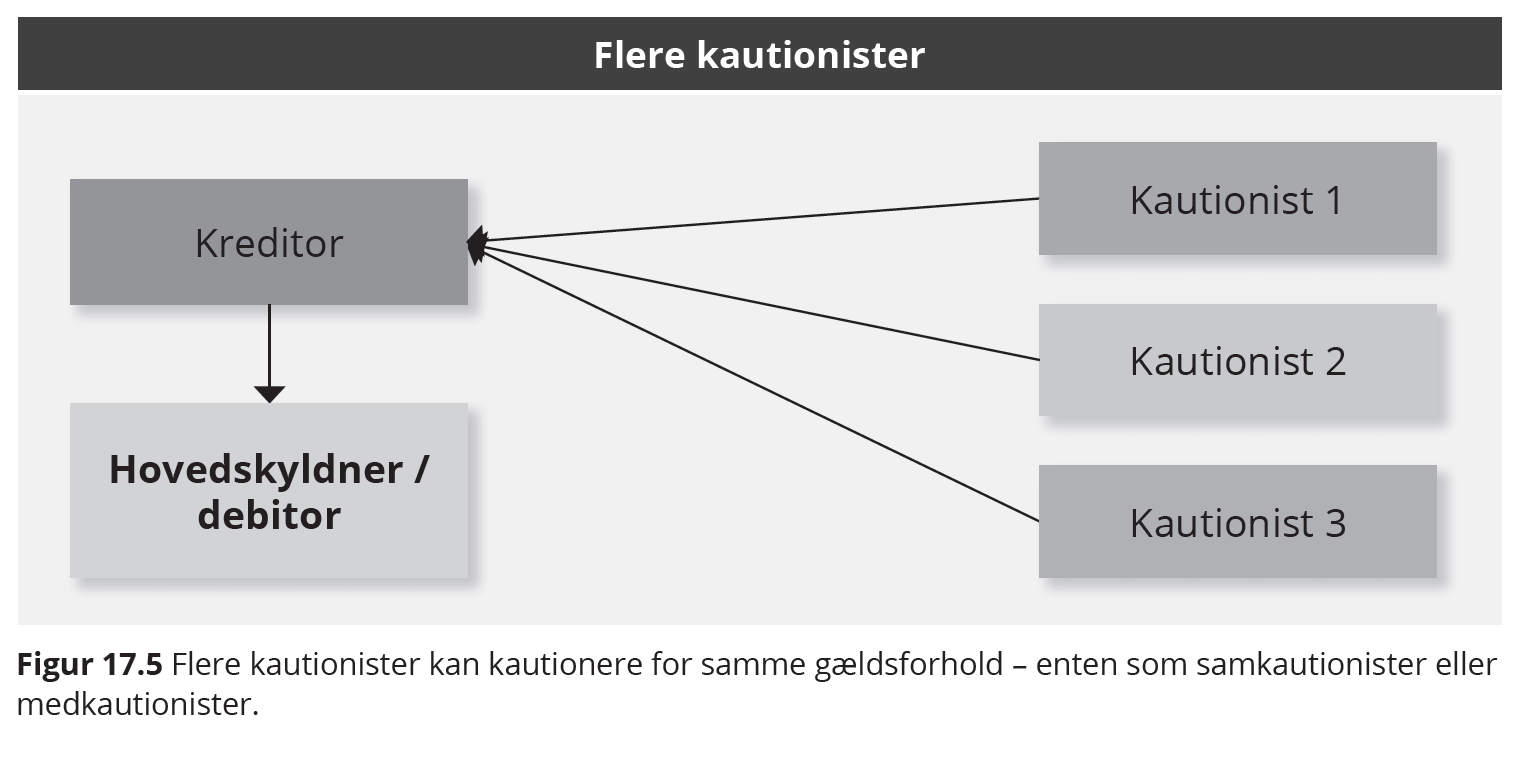 Flere kautionister
Kreditor
Hovedskyldner /
debitor
Kautionist 1
Kautionist 2
Kautionist 3
Figur 17.5 Flere kautionister kan kautionere for samme gældsforhold – enten som samkautionister eller
medkautionister.